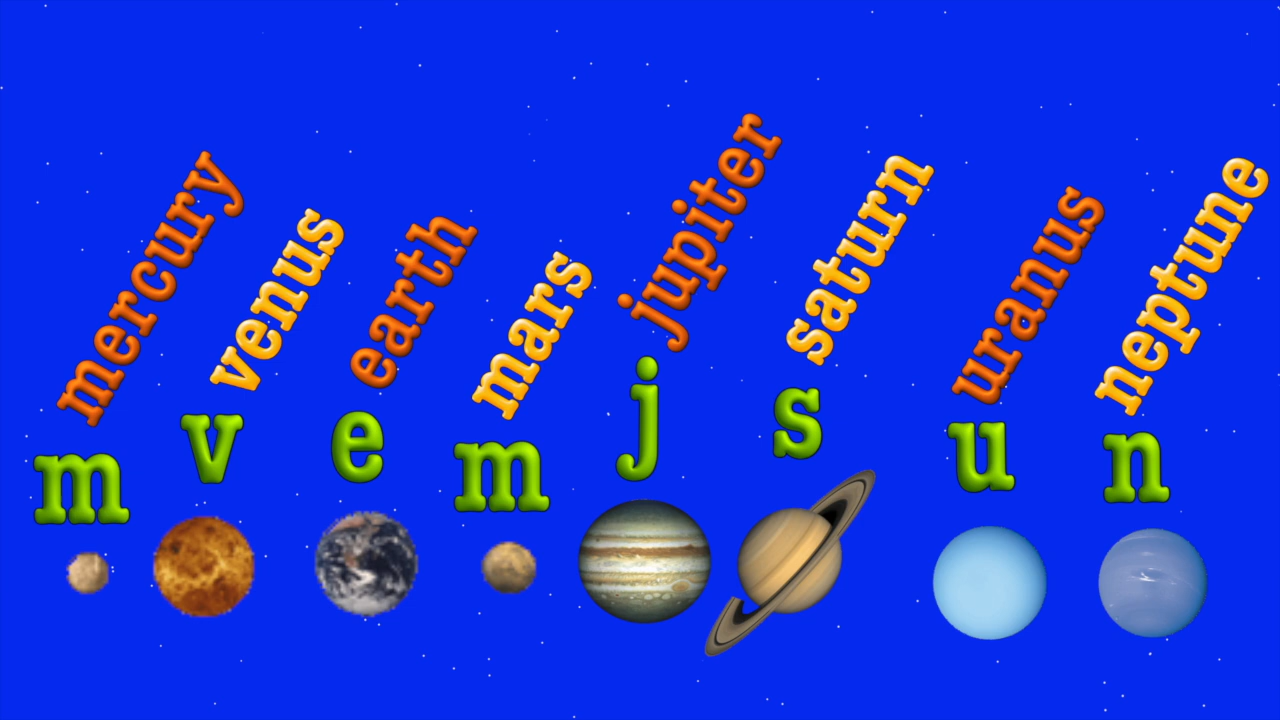 mercury
venus
earth
mars
jupiter
saturn
uranus
neptune
m v e m j s u n